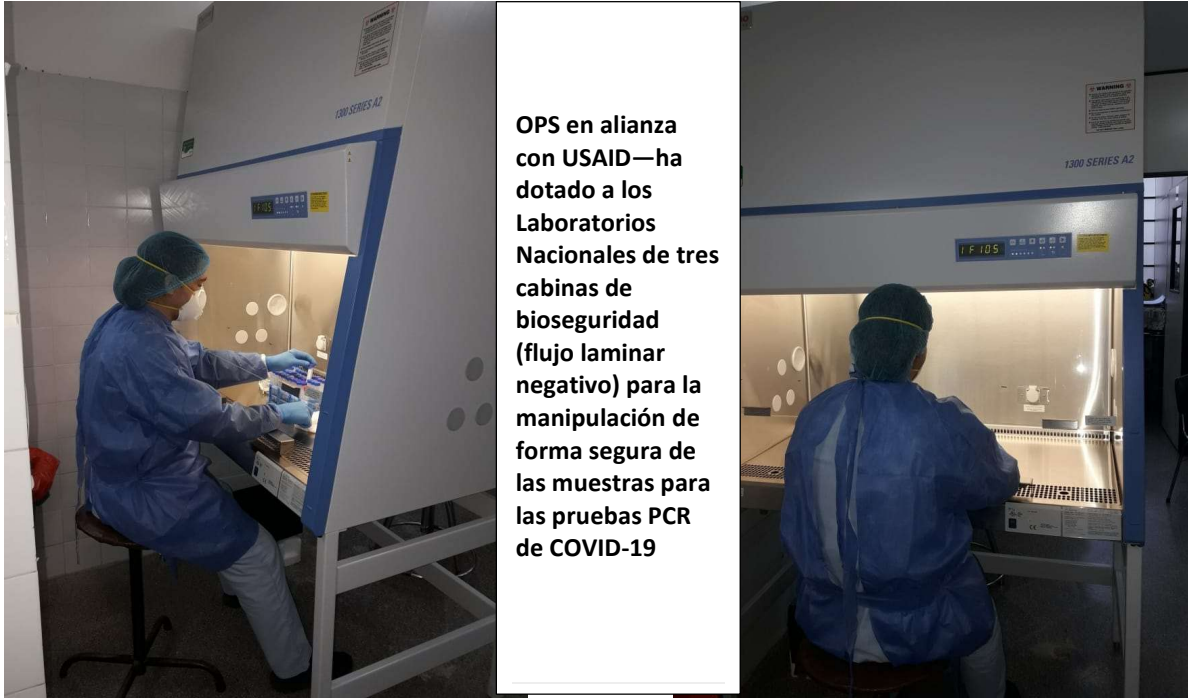 WARNING
1300 SERIES A2
1F105
OPS en alianza
con USAID—ha
dotado a los
Laboratorios
Nacionales de tres
cabinas de
bioseguridad
(flujo laminar
negativo) para la
manipulación de
forma segura de
las muestras para
las pruebas PCR
de COVID-19
WARNING
1300 SERIES A2
1F105